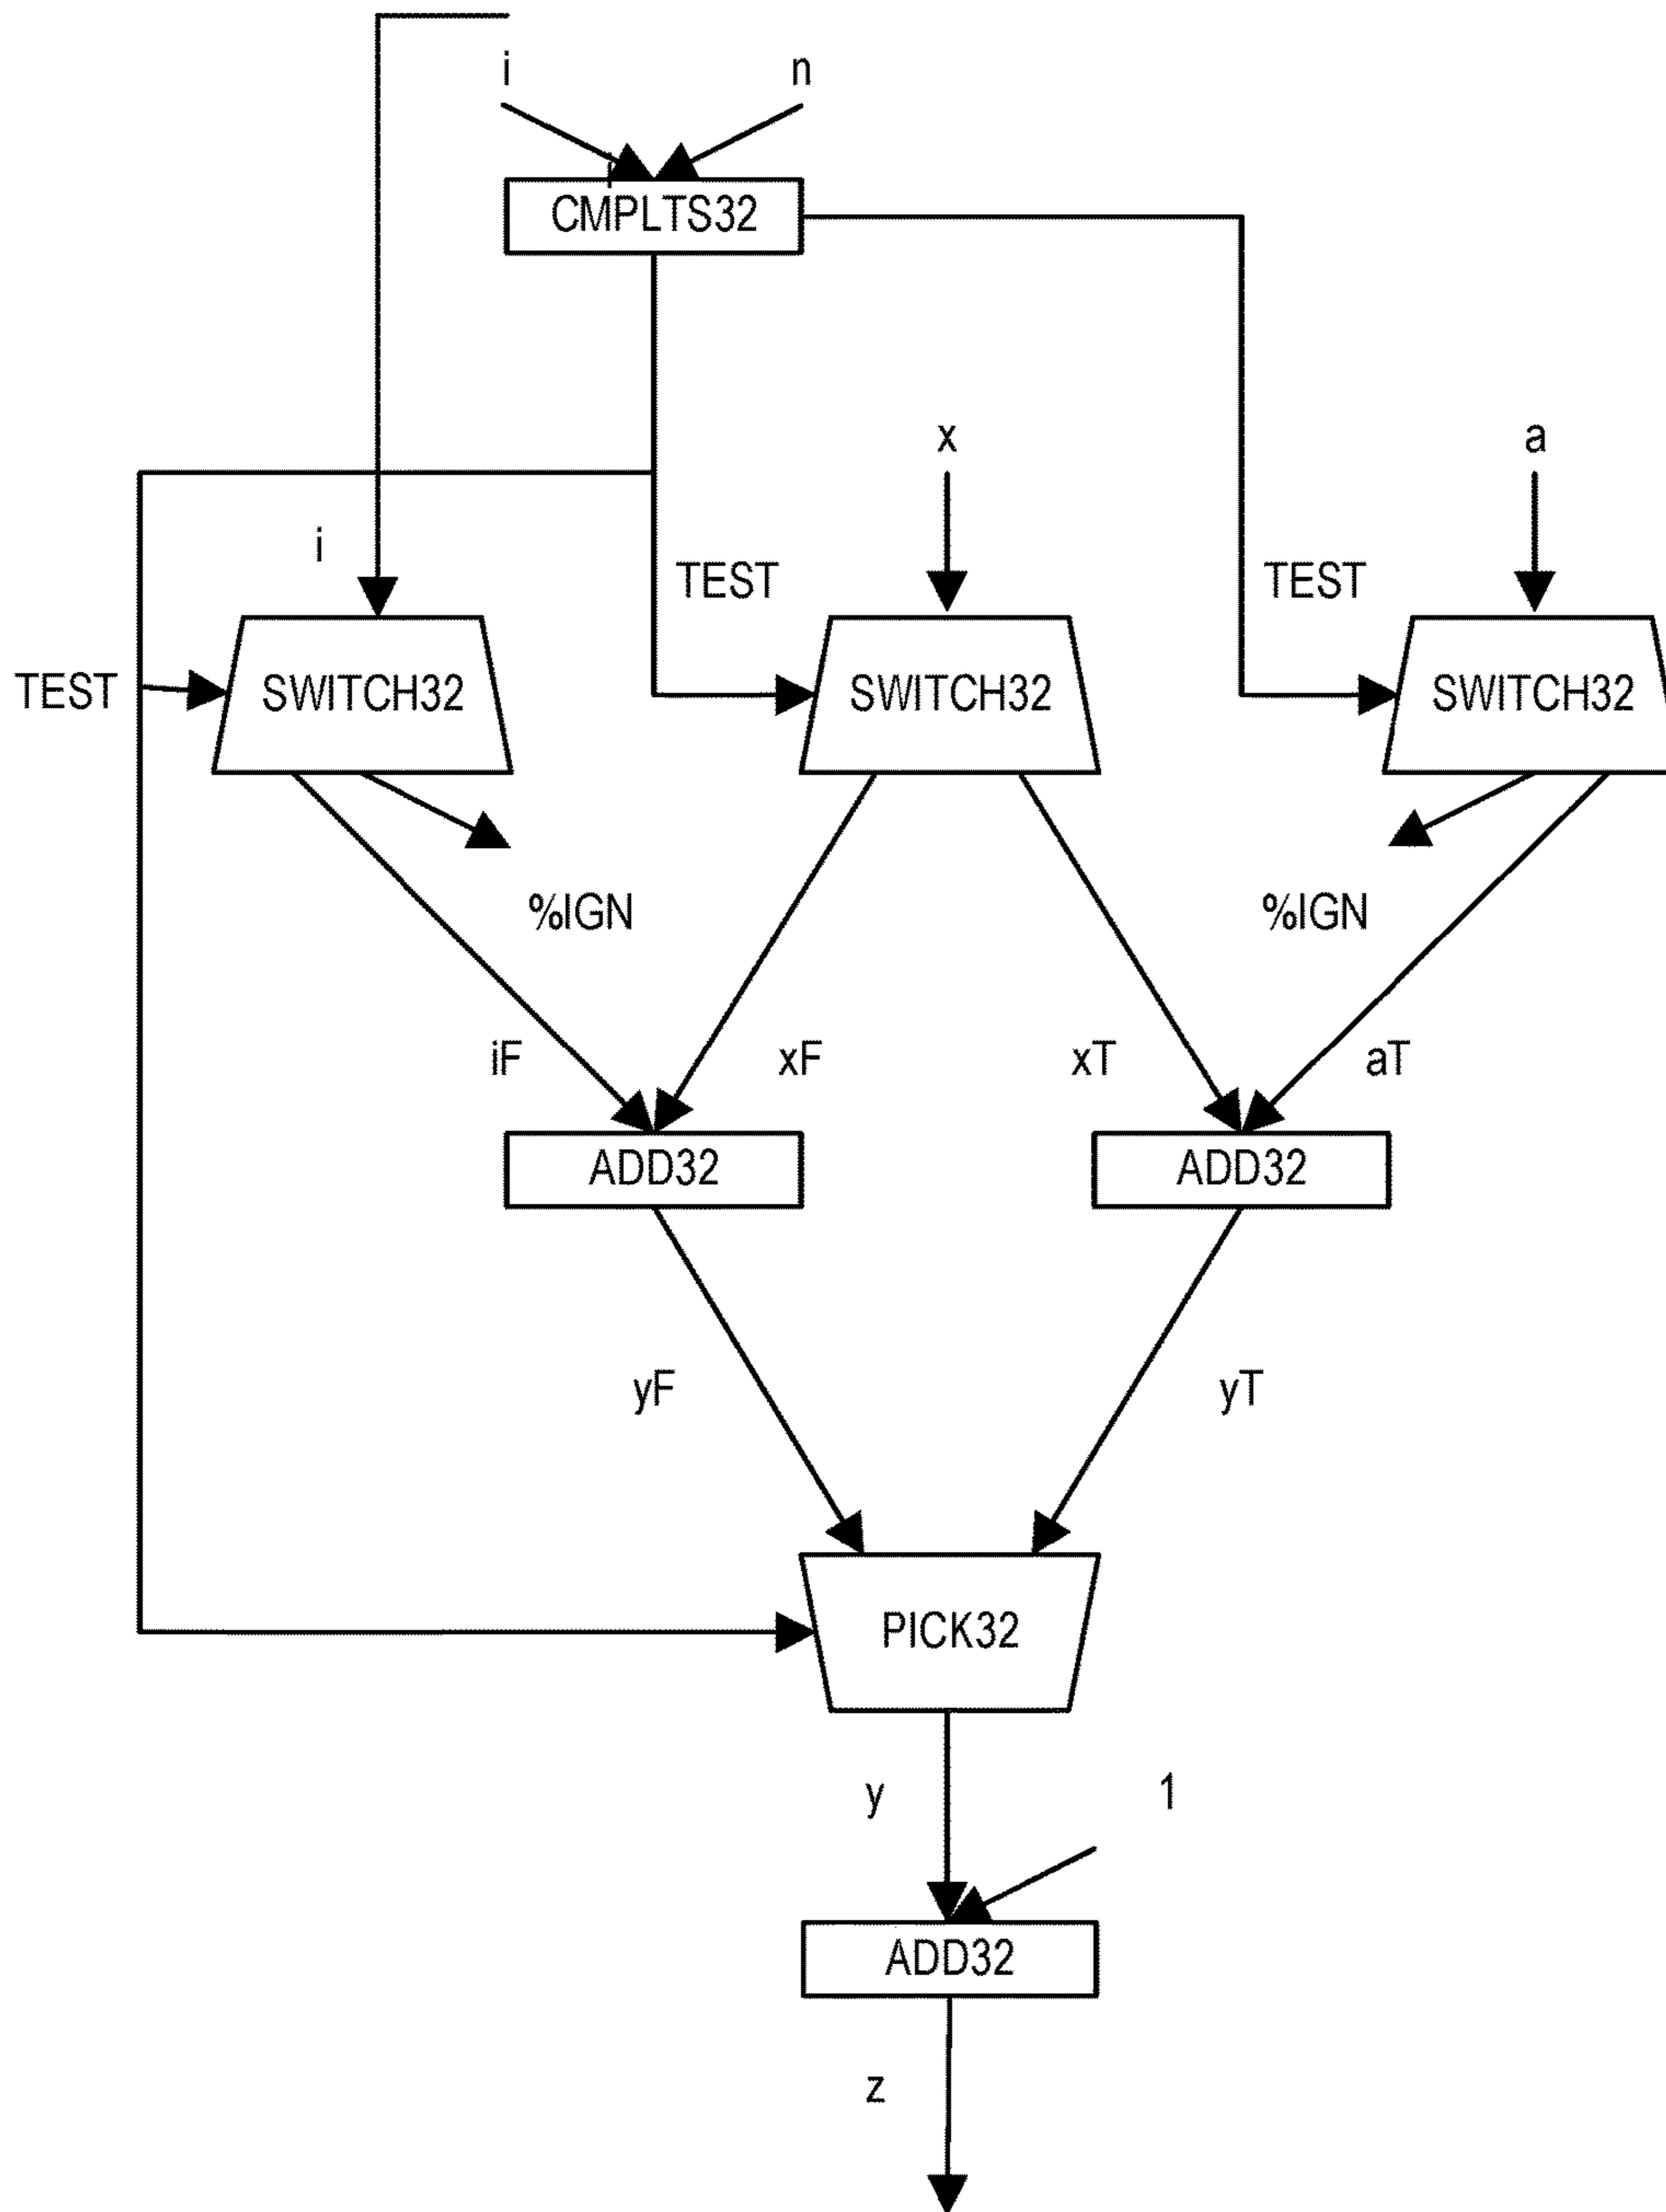 i n
CMPLTS32
x a
i
TEST TEST
TEST SWITCH32 SWITCH32 SWITCH32
%IGN %IGN
iF xF xT aT
ADD32 ADD32
yF yT
PICK32
y 1
ADD32
z